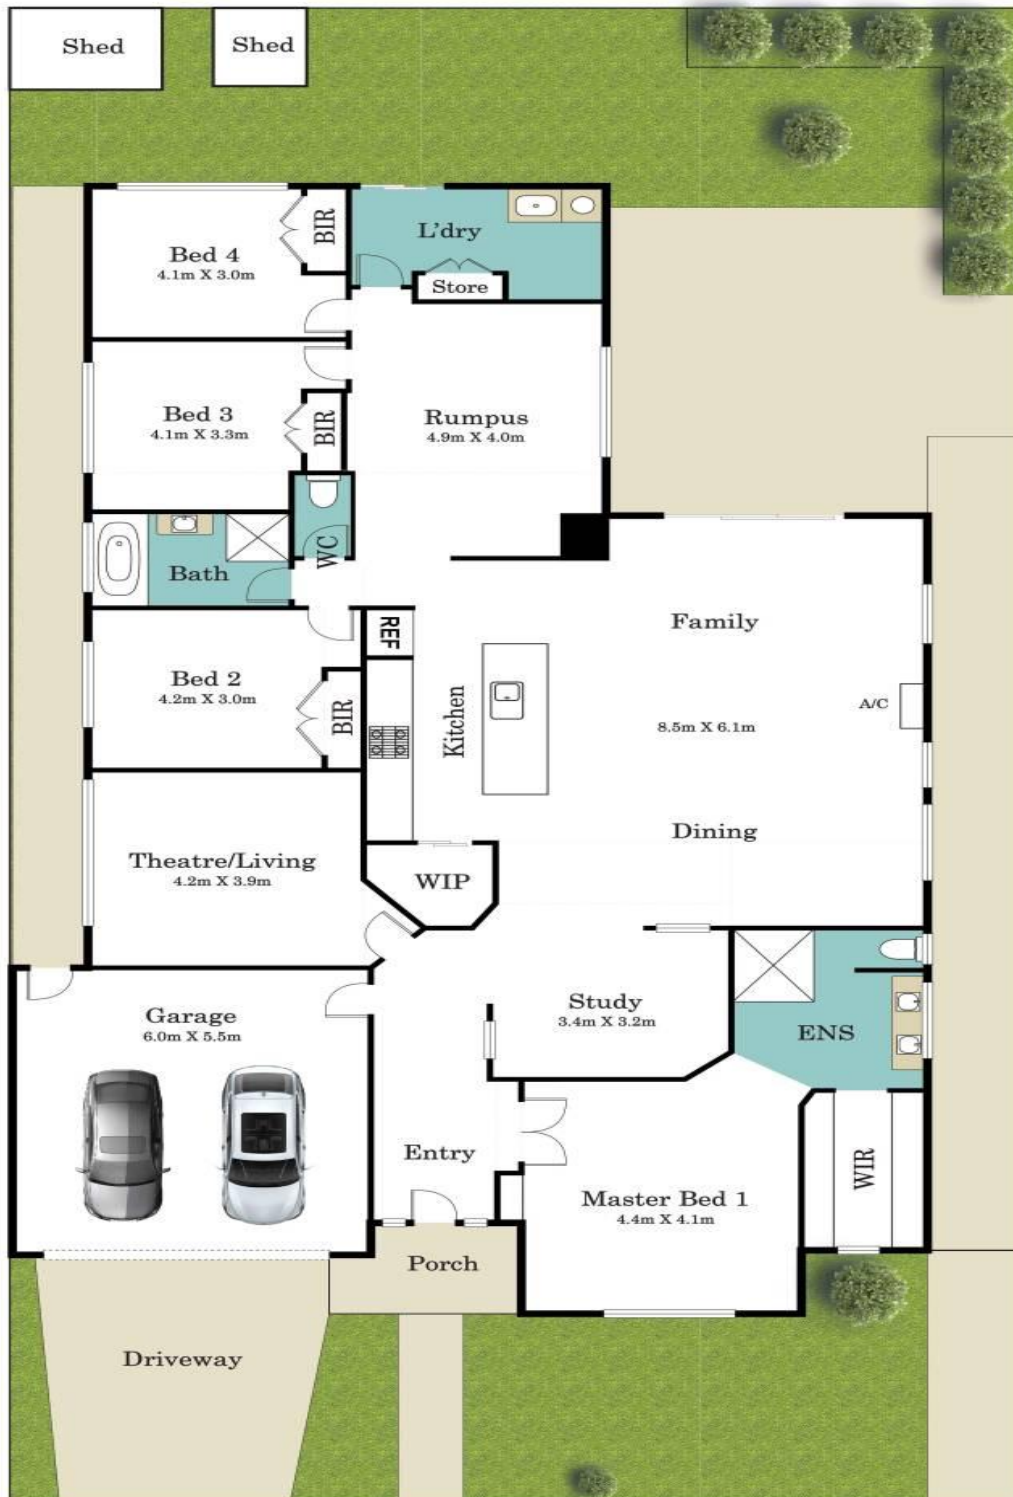 Shed
Shed
Bed 4
4.1m X 3.0m
BIR
L'dry
Store
Bed 3
4.1m X 3.3m
BIR
Rumpus
4.9m X 4.0m
WC
Bath
REF
Bed 2
4.2m X 3.0m
BIR
Kitchen
Family
A/C
8.5m X 6.1m
Dining
Theatre/Living
4.2m X 3.9m
WIP
Garage
6.0m X 5.5m
Study
3.4m X 3.2m
ENS
Entry
Master Bed 1
4.4m X 4.1m
WIR
Porch
Driveway